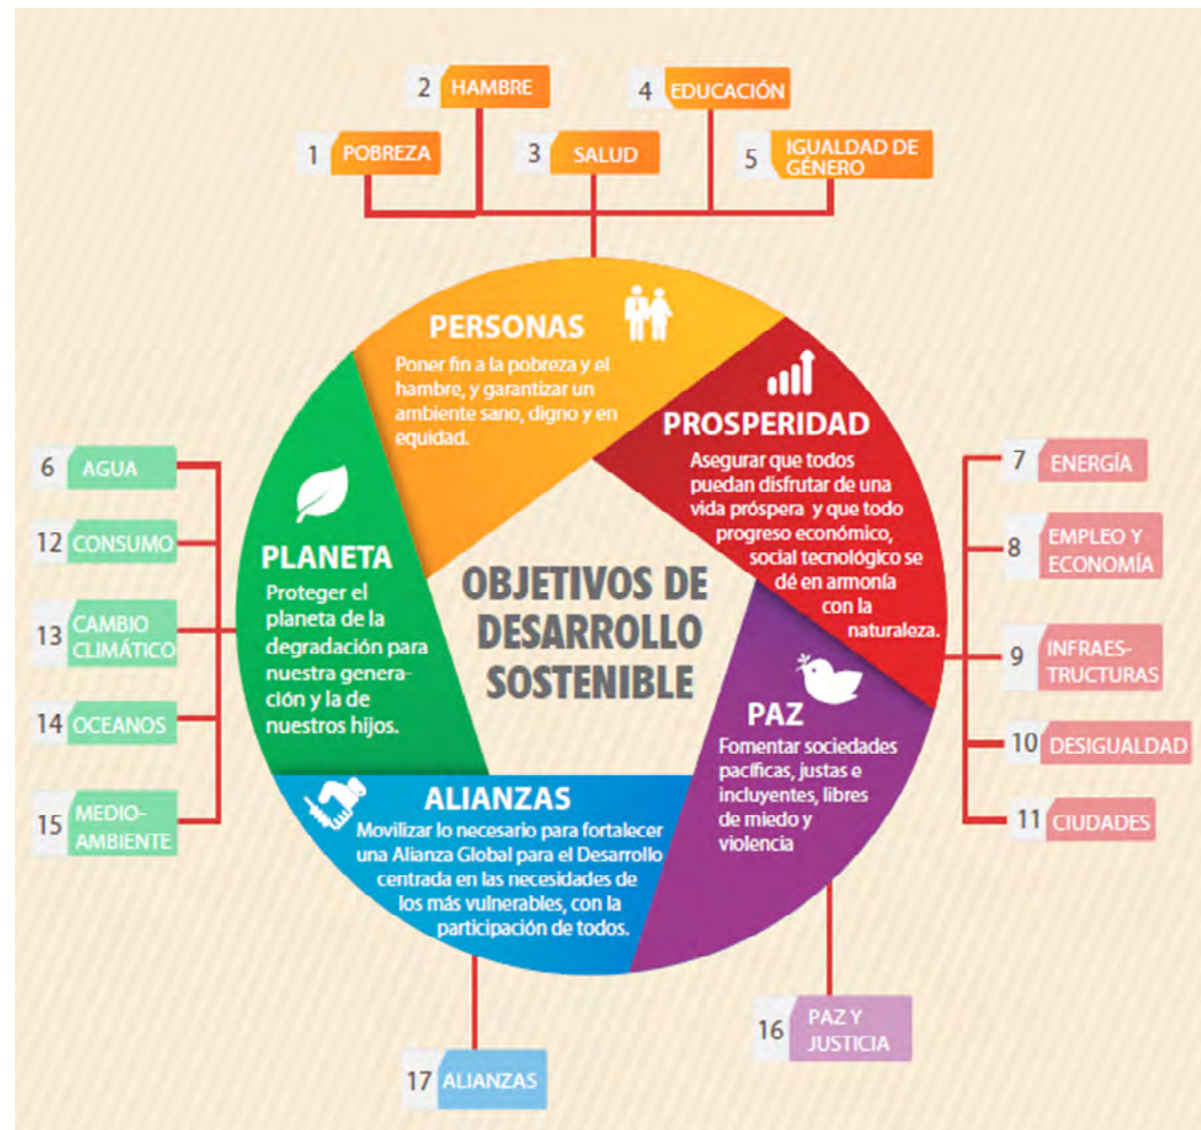 2 HAMBRE
4 EDUCACIÓN
1 POBREZA
3 SALUD
5 IGUALDAD DE
GÉNERO
PERSONAS
Poner fin a la pobreza y el
hambre, y garantizar un
ambiente sano, digno y en
equidad.
PROSPERIDAD
Asegurar que todos
puedan disfrutar de una
vida próspera y que todo
progreso económico,
social tecnológico se
dé en armonía
con la
naturaleza.
6 AGUA
12 CONSUMO
13 CAMBIO
CLIMÁTICO
14 OCEANOS
15 MEDIO-
AMBIENTE
PLANETA
Proteger el
planeta de la
degradación para
nuestra genera-
ción y la de
nuestros hijos.
OBJETIVOS DE
DESARROLLO
SOSTENIBLE
7 ENERGÍA
8 EMPLEO Y
ECONOMÍA
9 INFRAES-
TRUCTURAS
10 DESIGUALDAD
11 CIUDADES
PAZ
Fomentar sociedades
pacíficas, justas e
incluyentes, libres
de miedo y
violencia
ALIANZAS
Movilizar lo necesario para fortalecer
una Alianza Global para el Desarrollo
centrada en las necesidades de
los más vulnerables, con la
participación de todos.
16 PAZ Y
JUSTICIA
17 ALIANZAS